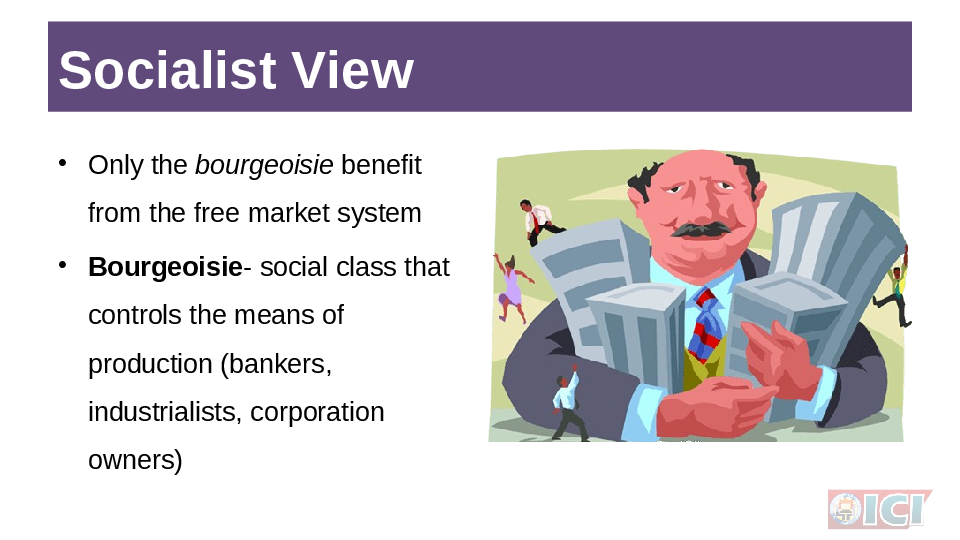 Socialist View
• Only the bourgeoisie benefit
from the free market system
• Bourgeoisie- social class that
controls the means of
production (bankers,
industrialists, corporation
owners)
ICI